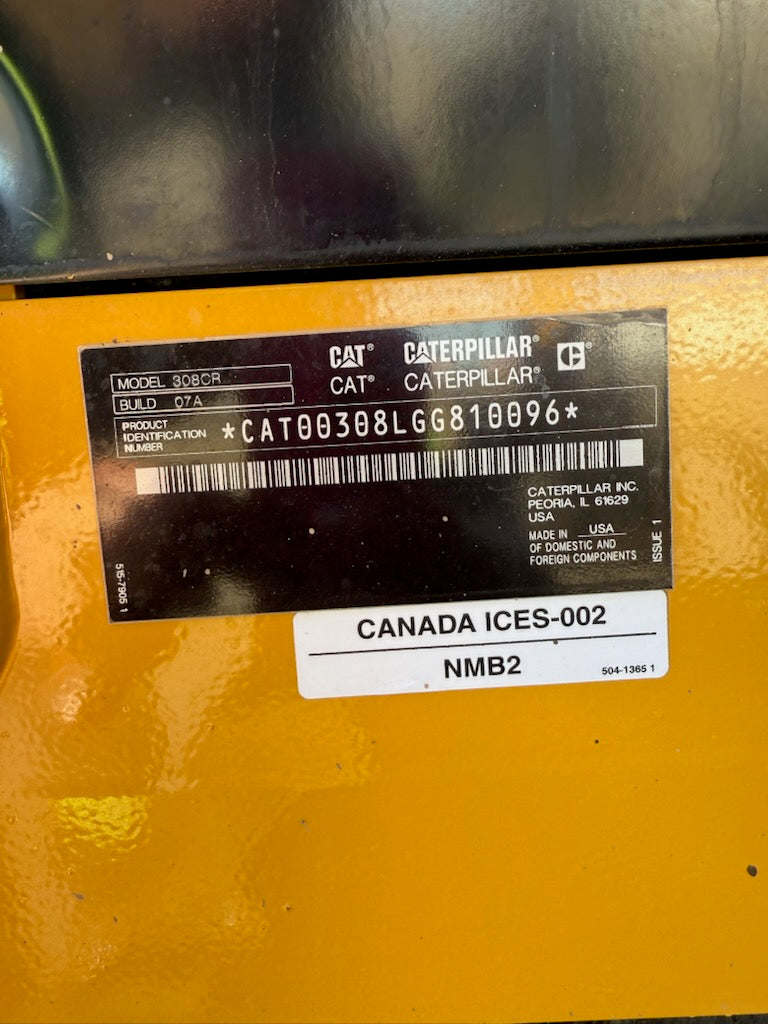 MODEL 308CR
BUILD 07A
CAT® CATERPILLAR® C®
CAT® CATERPILLAR®
PRODUCT
IDENTIFICATION
NUMBER
*CAT00308LGG810096*
CATERPILLAR INC.
PEORIA, IL 61629
USA
MADE IN USA
OF DOMESTIC AND
FOREIGN COMPONENTS
ISSUE 1
515-7905 1
CANADA ICES-002
NMB2
504-1365 1